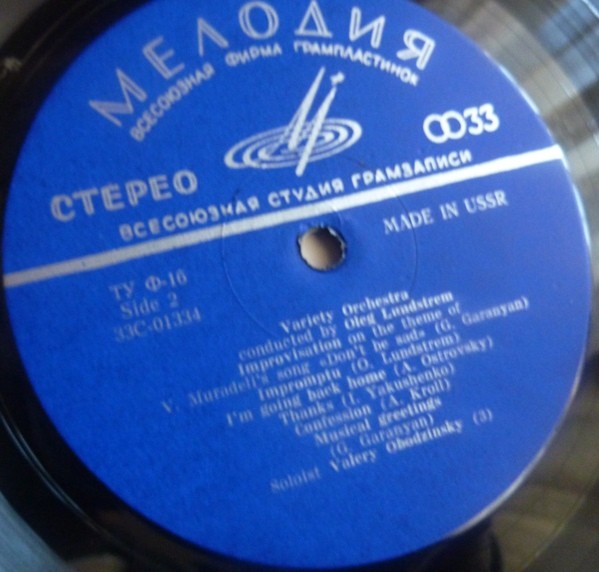 МЕЛОДИЯ
ВСЕСОЮЗНАЯ ФИРМА ГРАМПЛАСТИНОК
33
СТЕРЕО
ВСЕСОЮЗНАЯ СТУДИЯ ГРАМЗАПИСИ
MADE IN USSR
ТУ Ф-16
Side 2
33С-01334
Variety Orchestra
conducted by Oleg Lundstrem
Improvisation on the theme of
V. Muradeli's song «Don't be sad» (G. Garanyan)
Impromptu (O. Lundstrem)
I'm going back home (A. Ostrovsky)
Thanks (I. Yakushenko)
Confession (A. Kroll)
Musical greetings
(G. Garanyan)
Soloist Valery Obodzinsky (3)